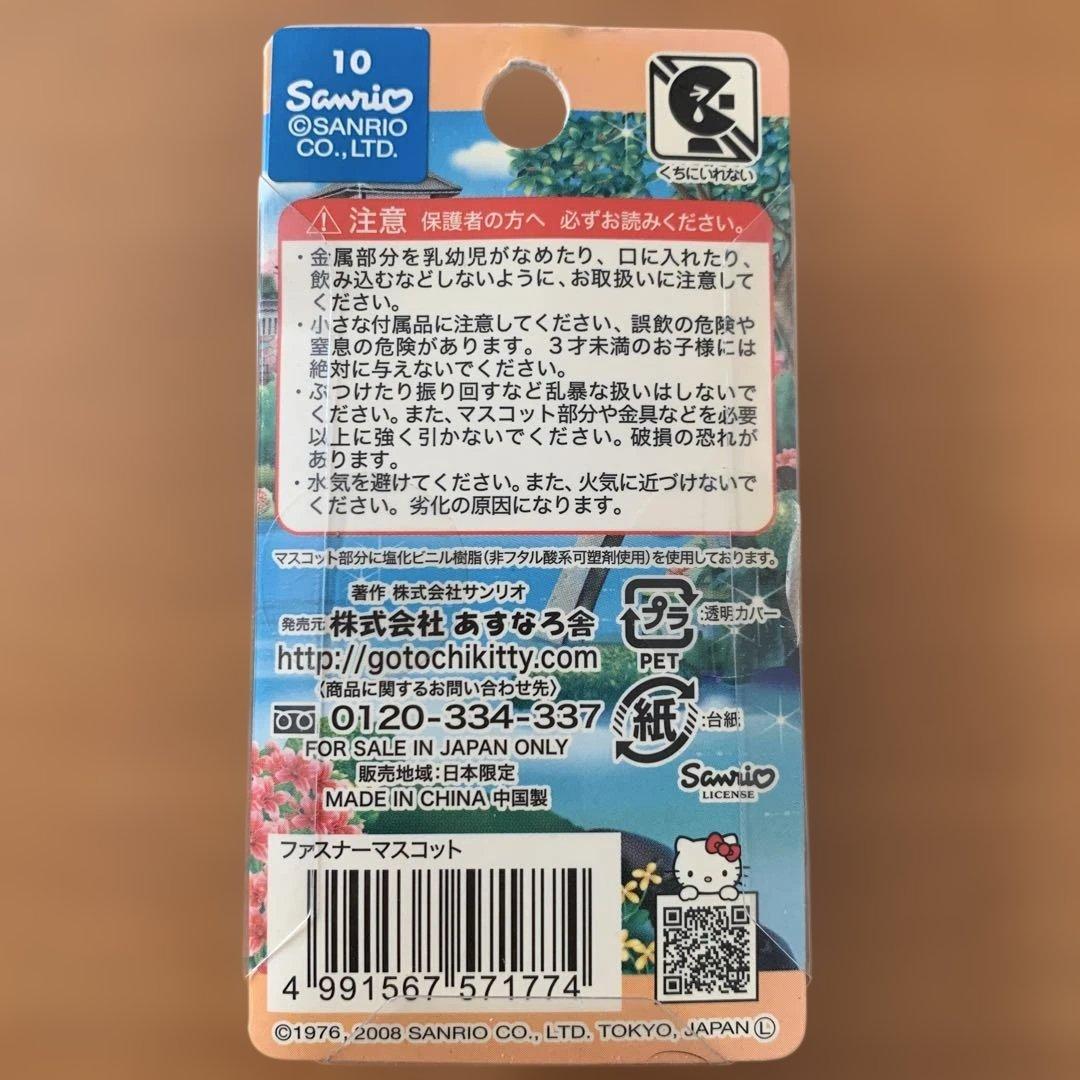 10
Sanrio
©SANRIO
CO., LTD.
くちにいれない
注意 保護者の方へ 必ずお読みください。
・金属部分を乳幼児がなめたり、口に入れたり、
飲み込むなどしないように、お取扱いに注意して
ください。
・小さな付属品に注意してください、誤飲の危険や
窒息の危険があります。3才未満のお子様には
絶対に与えないでください。
・ぶつけたり振り回すなど乱暴な扱いはしないで
ください。また、マスコット部分や金具などを必要
以上に強く引かないでください。破損の恐れが
あります。
・水気を避けてください。また、火気に近づけないで
ください。劣化の原因になります。
マスコット部分に塩化ビニル樹脂(非フタル酸系可塑剤使用)を使用しております。
著作 株式会社サンリオ
発売元 株式会社 あすなろ舎
http://gotochikitty.com
〈商品に関するお問い合わせ先〉
0120-334-337
FOR SALE IN JAPAN ONLY
販売地域:日本限定
MADE IN CHINA 中国製
プラ :透明カバー
PET
紙 :台紙
Sanrio
LICENSE
ファスナーマスコット
4 991567 571774
©1976, 2008 SANRIO CO., LTD. TOKYO, JAPAN Ⓛ